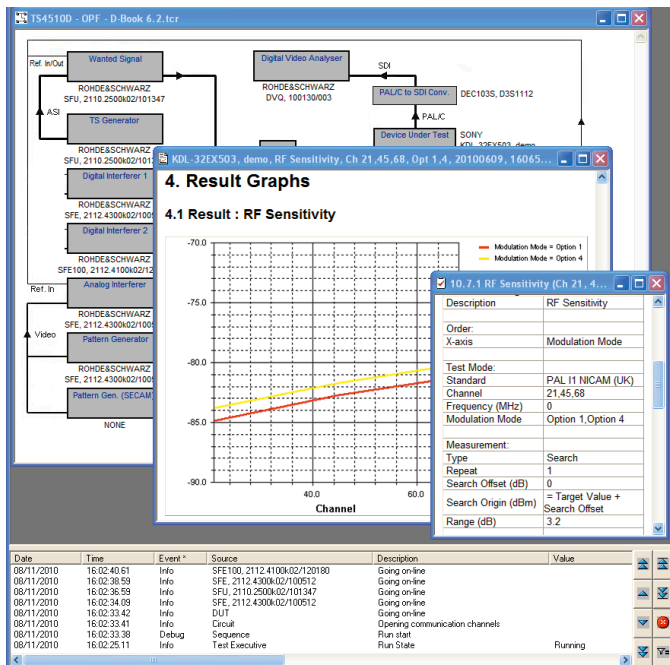 TS4510D - OPF - D-Book 6.2.tcr
Ref. In/Out
Wanted Signal
ROHDE&SCHWARZ
SFU, 2110.2500k02/101347
ASI
TS Generator
ROHDE&SCHWARZ
Digital Interferer 1
ROHDE&SCHWARZ
Digital Interferer 2
ROHDE&SCHWARZ
Ref. In
Analog Interferer
ROHDE&SCHWARZ
Video
Pattern Generator
ROHDE&SCHWARZ
Pattern Gen. (SECAM)
NONE
Digital Video Analyser
ROHDE&SCHWARZ
DVQ, 100130/003
SDI
PAL/C to SDI Conv.
DEC103S, D3S1112
PAL/C
Device Under Test
SONY
KDL-32EX503, demo
KDL-32EX503, demo, RF Sensitivity, Ch 21,45,68, Opt 1,4, 20100609, 16065...
4. Result Graphs
4.1 Result : RF Sensitivity
-70.0
-75.0
-80.0
-85.0
-90.0
40.0
60.0
Channel
Modulation Mode = Option 1
Modulation Mode = Option 4
10.7.1 RF Sensitivity (Ch 21, 4...
Description RF Sensitivity
Order:
X-axis Modulation Mode
Test Mode:
Standard PAL I1 NICAM (UK)
Channel 21,45,68
Frequency (MHz) 0
Modulation Mode Option 1,Option 4
Measurement:
Type Search
Repeat 1
Search Offset (dB) 0
Search Origin (dBm) = Target Value +
Search Offset
Range (dB) 3.2
Date Time Event * Source Description Value
08/11/2010 16:02:40.61 Info SFE100, 2112.4100k02/120180 Going on-line
08/11/2010 16:02:38.59 Info SFE, 2112.4300k02/100512 Going on-line
08/11/2010 16:02:36.59 Info SFU, 2110.2500k02/101347 Going on-line
08/11/2010 16:02:34.09 Info SFE, 2112.4300k02/100512 Going on-line
08/11/2010 16:02:33.42 Info DUT Going on-line
08/11/2010 16:02:33.41 Info Circuit Opening communication channels
08/11/2010 16:02:33.38 Debug Sequence Run start
08/11/2010 16:02:25.11 Info Test Executive Run State Running